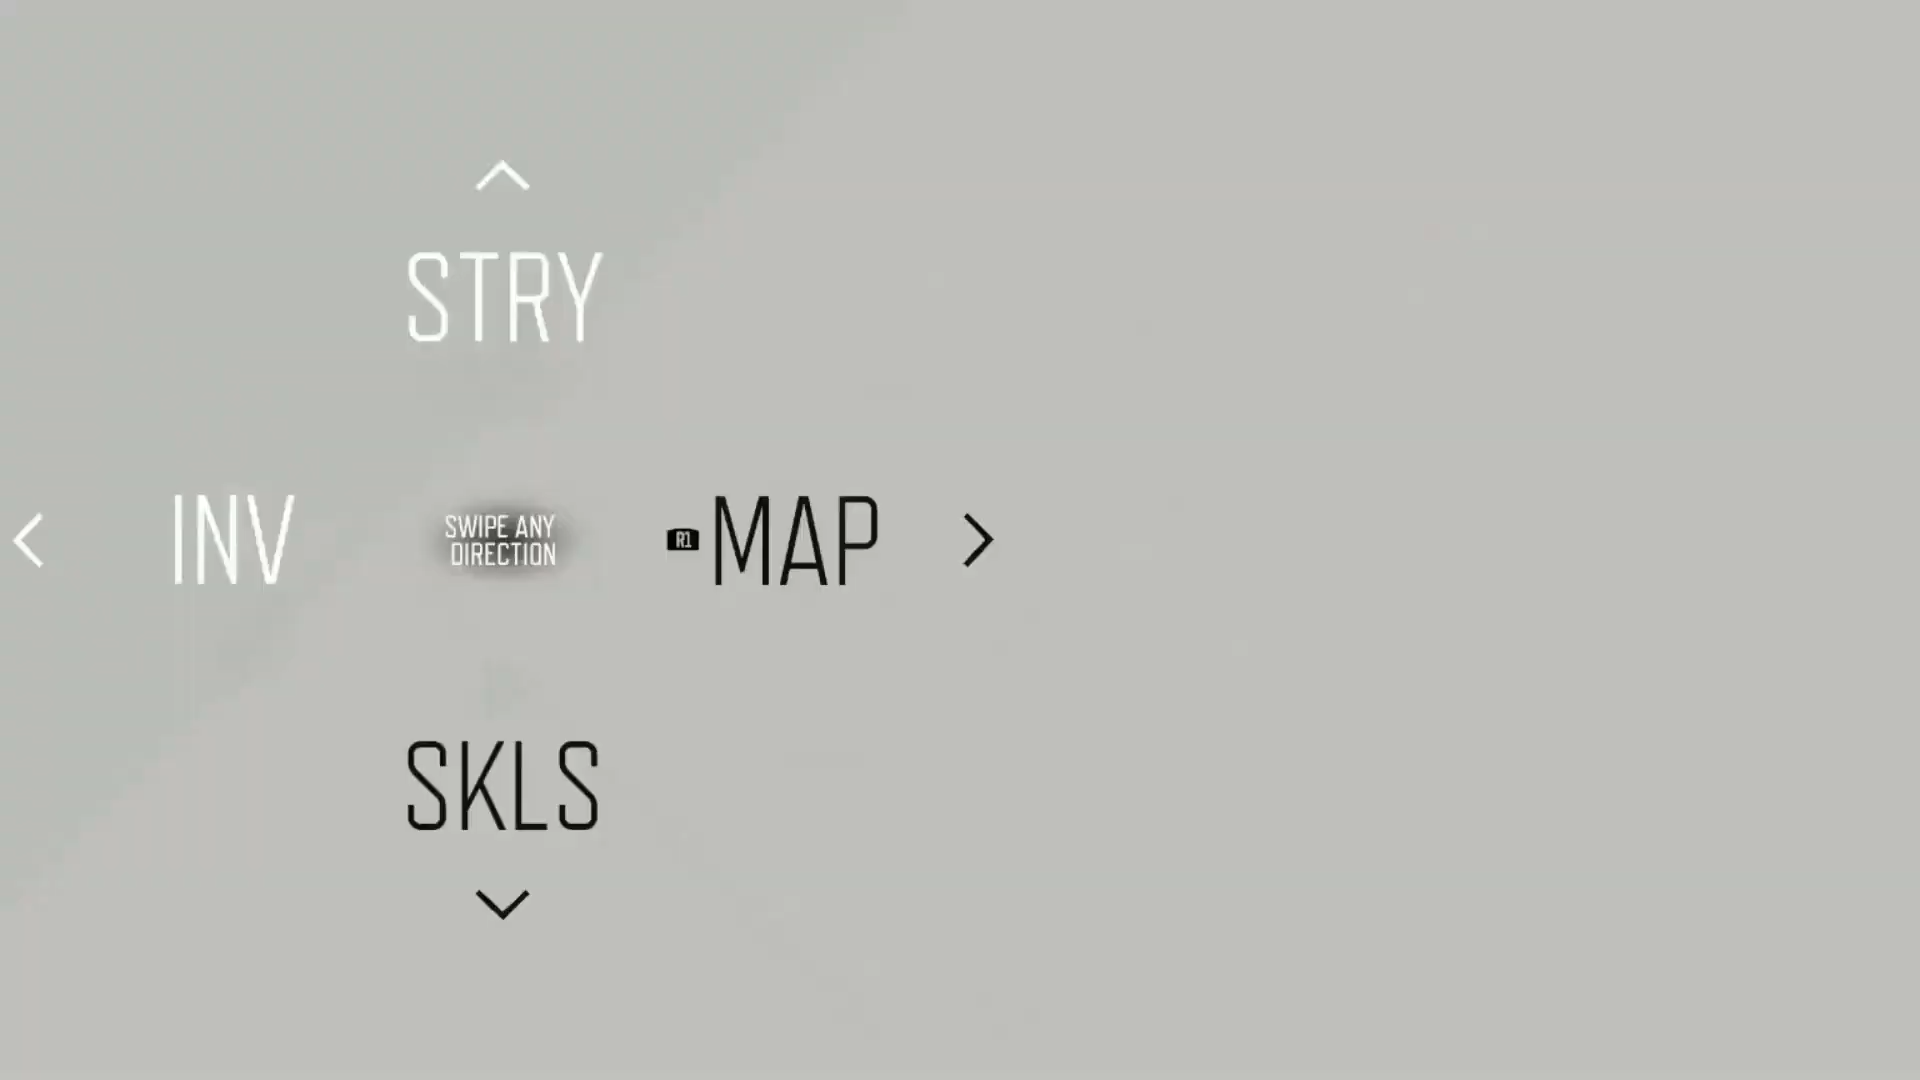 STRY
INV
SWIPE ANY
DIRECTION
R1 MAP
SKLS